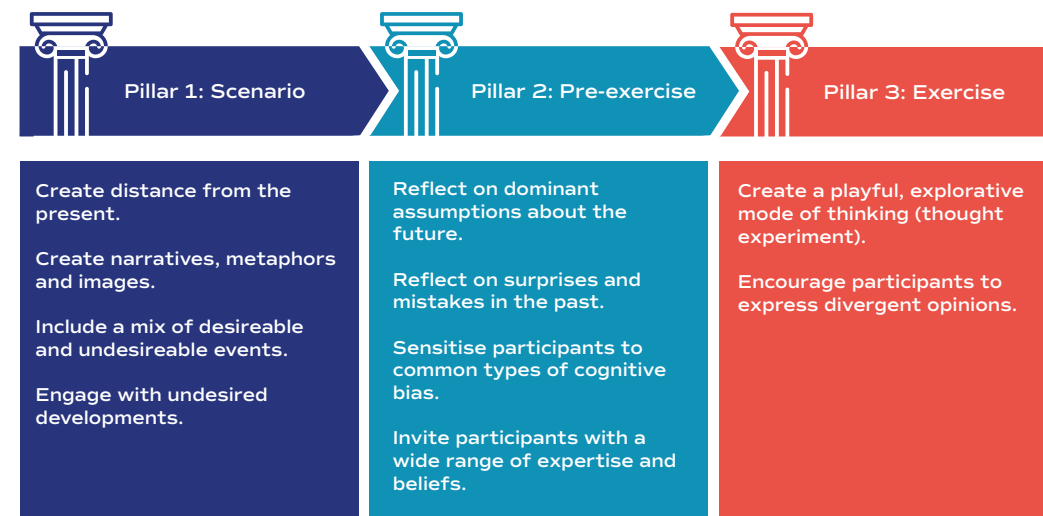 Pillar 1: Scenario
Pillar 2: Pre-exercise
Pillar 3: Exercise
Create distance from the
present.
Create narratives, metaphors
and images.
Include a mix of desireable
and undesireable events.
Engage with undesired
developments.
Reflect on dominant
assumptions about the
future.
Reflect on surprises and
mistakes in the past.
Sensitise participants to
common types of cognitive
bias.
Invite participants with a
wide range of expertise and
beliefs.
Create a playful, explorative
mode of thinking (thought
experiment).
Encourage participants to
express divergent opinions.